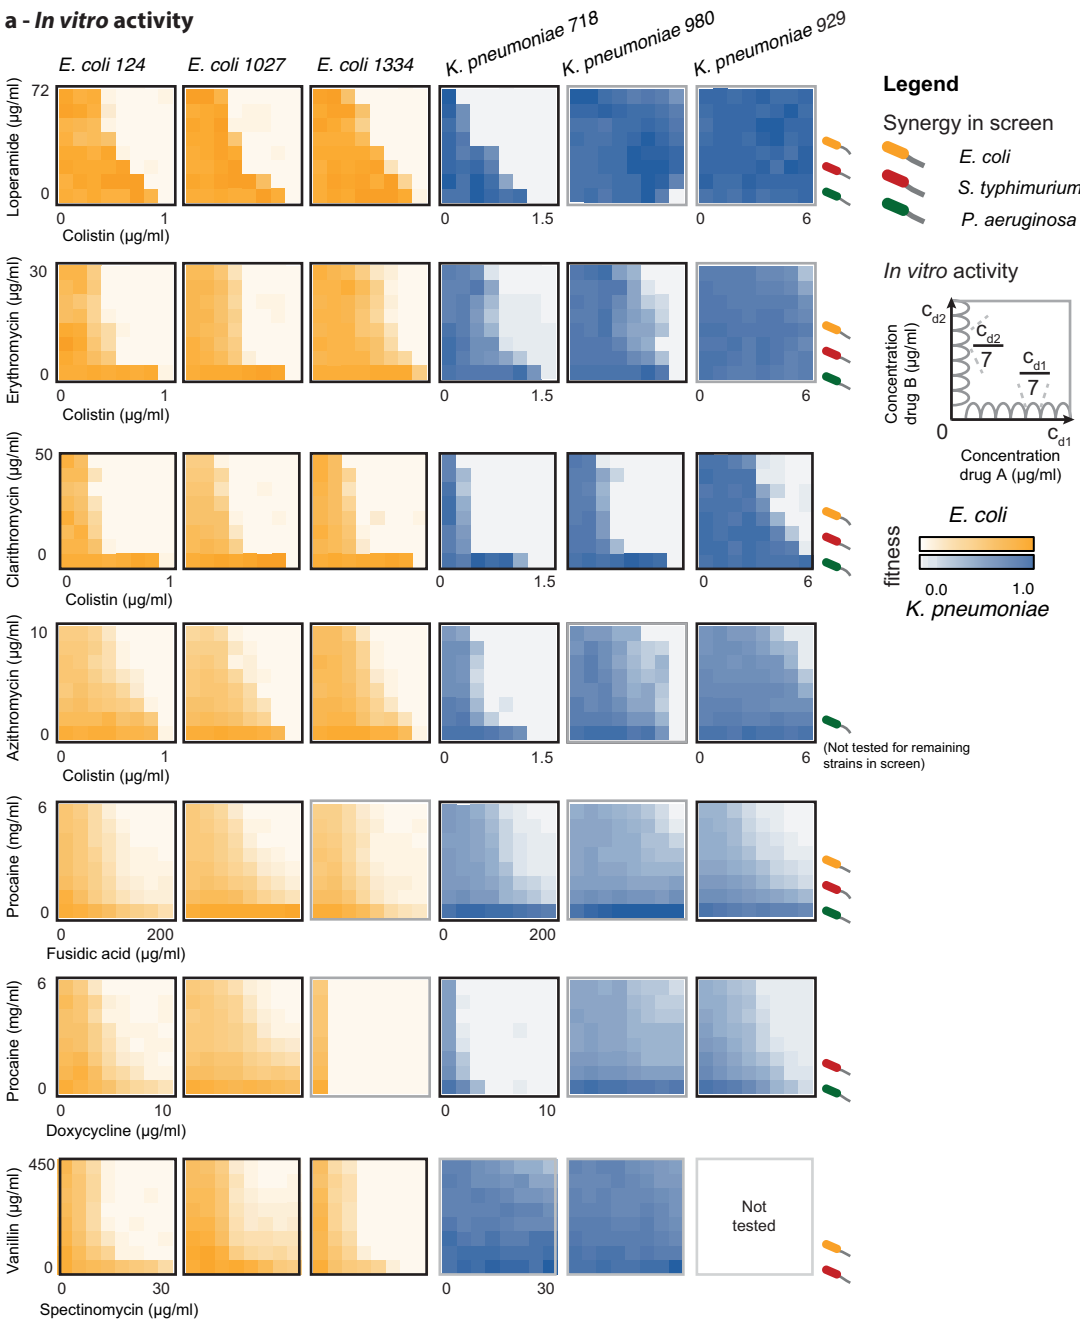 a - In vitro activity
E. coli 124
E. coli 1027
E. coli 1334
K. pneumoniae 718
K. pneumoniae 980
K. pneumoniae 929
Loperamide (µg/ml)
72
0
0
1
0
1.5
0
6
Colistin (µg/ml)
Erythromycin (µg/ml)
30
0
0
1
0
1.5
0
6
Colistin (µg/ml)
Clarithromycin (µg/ml)
50
0
0
1
0
1.5
0
6
Colistin (µg/ml)
Azithromycin (µg/ml)
10
0
0
1
0
1.5
0
6
Colistin (µg/ml)
(Not tested for remaining
strains in screen)
Procaine (mg/ml)
6
0
0
200
0
200
Fusidic acid (µg/ml)
Procaine (mg/ml)
6
0
0
10
0
10
Doxycycline (µg/ml)
Vanillin (µg/ml)
450
0
0
30
0
30
Spectinomycin (µg/ml)
Not
tested
Legend
Synergy in screen
E. coli
S. typhimurium
P. aeruginosa
In vitro activity
Concentration
drug B (µg/ml)
cd2
cd2
7
cd1
7
0
cd1
Concentration
drug A (µg/ml)
E. coli
fitness
0.0
1.0
K. pneumoniae